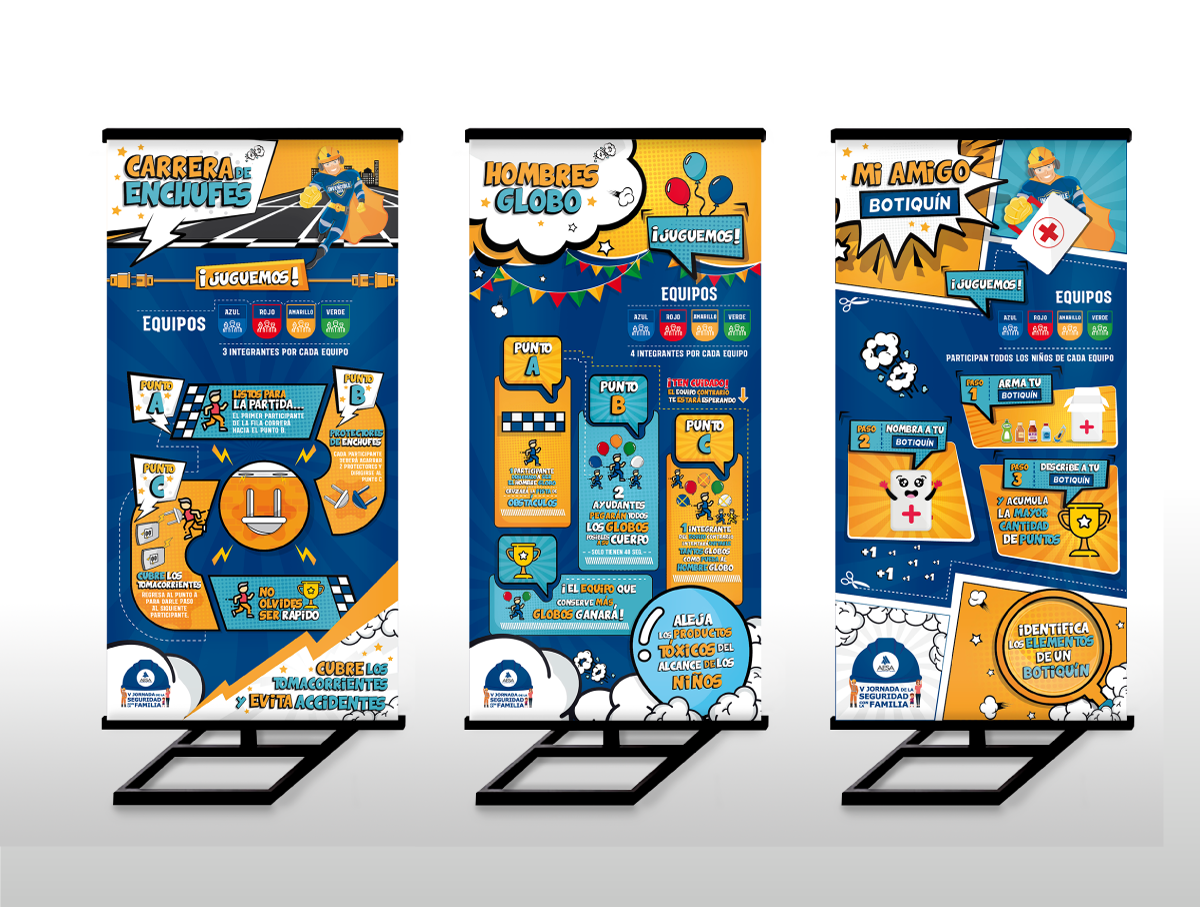 CARRERA DE
ENCHUFES
INVENCIBLE
¡JUGUEMOS!
EQUIPOS
AZUL
ROJO
AMARILLO
VERDE
3 INTEGRANTES POR CADA EQUIPO
PUNTO
A
LISTOS PARA
LA PARTIDA...
EL PRIMER PARTICIPANTE
DE LA FILA CORRERÁ
HACIA EL PUNTO B.
PUNTO
B
PROTECTORES
DE ENCHUFES
CADA PARTICIPANTE
DEBERÁ AGARRAR
2 PROTECTORES Y
DIRIGIRSE AL
PUNTO C
PUNTO
C
CUBRE LOS
TOMACORRIENTES
REGRESA AL PUNTO A
PARA DARLE PASO
AL SIGUIENTE
PARTICIPANTE.
NO
OLVIDES
SER RÁPIDO
CUBRE LOS
TOMACORRIENTES
Y EVITA ACCIDENTES
AESA
V JORNADA DE LA
SEGURIDAD
CON LA FAMILIA
HOMBRES
GLOBO
¡JUGUEMOS!
EQUIPOS
AZUL
ROJO
AMARILLO
VERDE
4 INTEGRANTES POR CADA EQUIPO
PUNTO
A
1 PARTICIPANTE
OBSTÁCULOS
PUNTO
B
2
AYUDANTES
PEGARÁN TODOS
LOS GLOBOS
POSIBLES
A SU CUERPO
SOLO TIENEN 40 SEG.
¡TEN CUIDADO!
EL EQUIPO CONTRARIO
TE ESTARÁ ESPERANDO
PUNTO
C
1 INTEGRANTE
TANTOS GLOBOS
COMO PUEDA AL
HOMBRE GLOBO
¡EL EQUIPO QUE
CONSERVE MÁS
GLOBOS GANARÁ!
ALEJA
LOS PRODUCTOS
TÓXICOS DEL
ALCANCE DE LOS
NIÑOS
AESA
V JORNADA DE LA
SEGURIDAD
CON LA FAMILIA
MI AMIGO
BOTIQUÍN
¡JUGUEMOS!
EQUIPOS
AZUL
ROJO
AMARILLO
VERDE
PARTICIPAN TODOS LOS NIÑOS DE CADA EQUIPO
PASO
1
ARMA TU
BOTIQUÍN
PASO
2
NOMBRA A TU
BOTIQUÍN
PASO
3
DESCRIBE A TU
BOTIQUÍN
Y ACUMULA
LA MAYOR
CANTIDAD
DE PUNTOS
+1 +1 +1
+1 +1 +1
IDENTIFICA
LOS ELEMENTOS
DE UN
BOTIQUÍN
AESA
V JORNADA DE LA
SEGURIDAD
CON LA FAMILIA